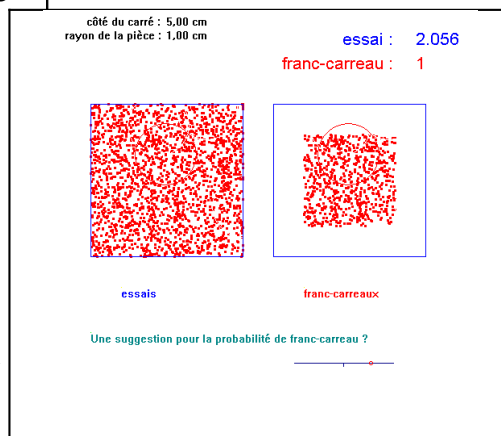 côté du carré : 5,00 cm
rayon de la pièce : 1,00 cm
essai : 2.056
franc-carreau : 1
essais
franc-carreaux
Une suggestion pour la probabilité de franc-carreau ?